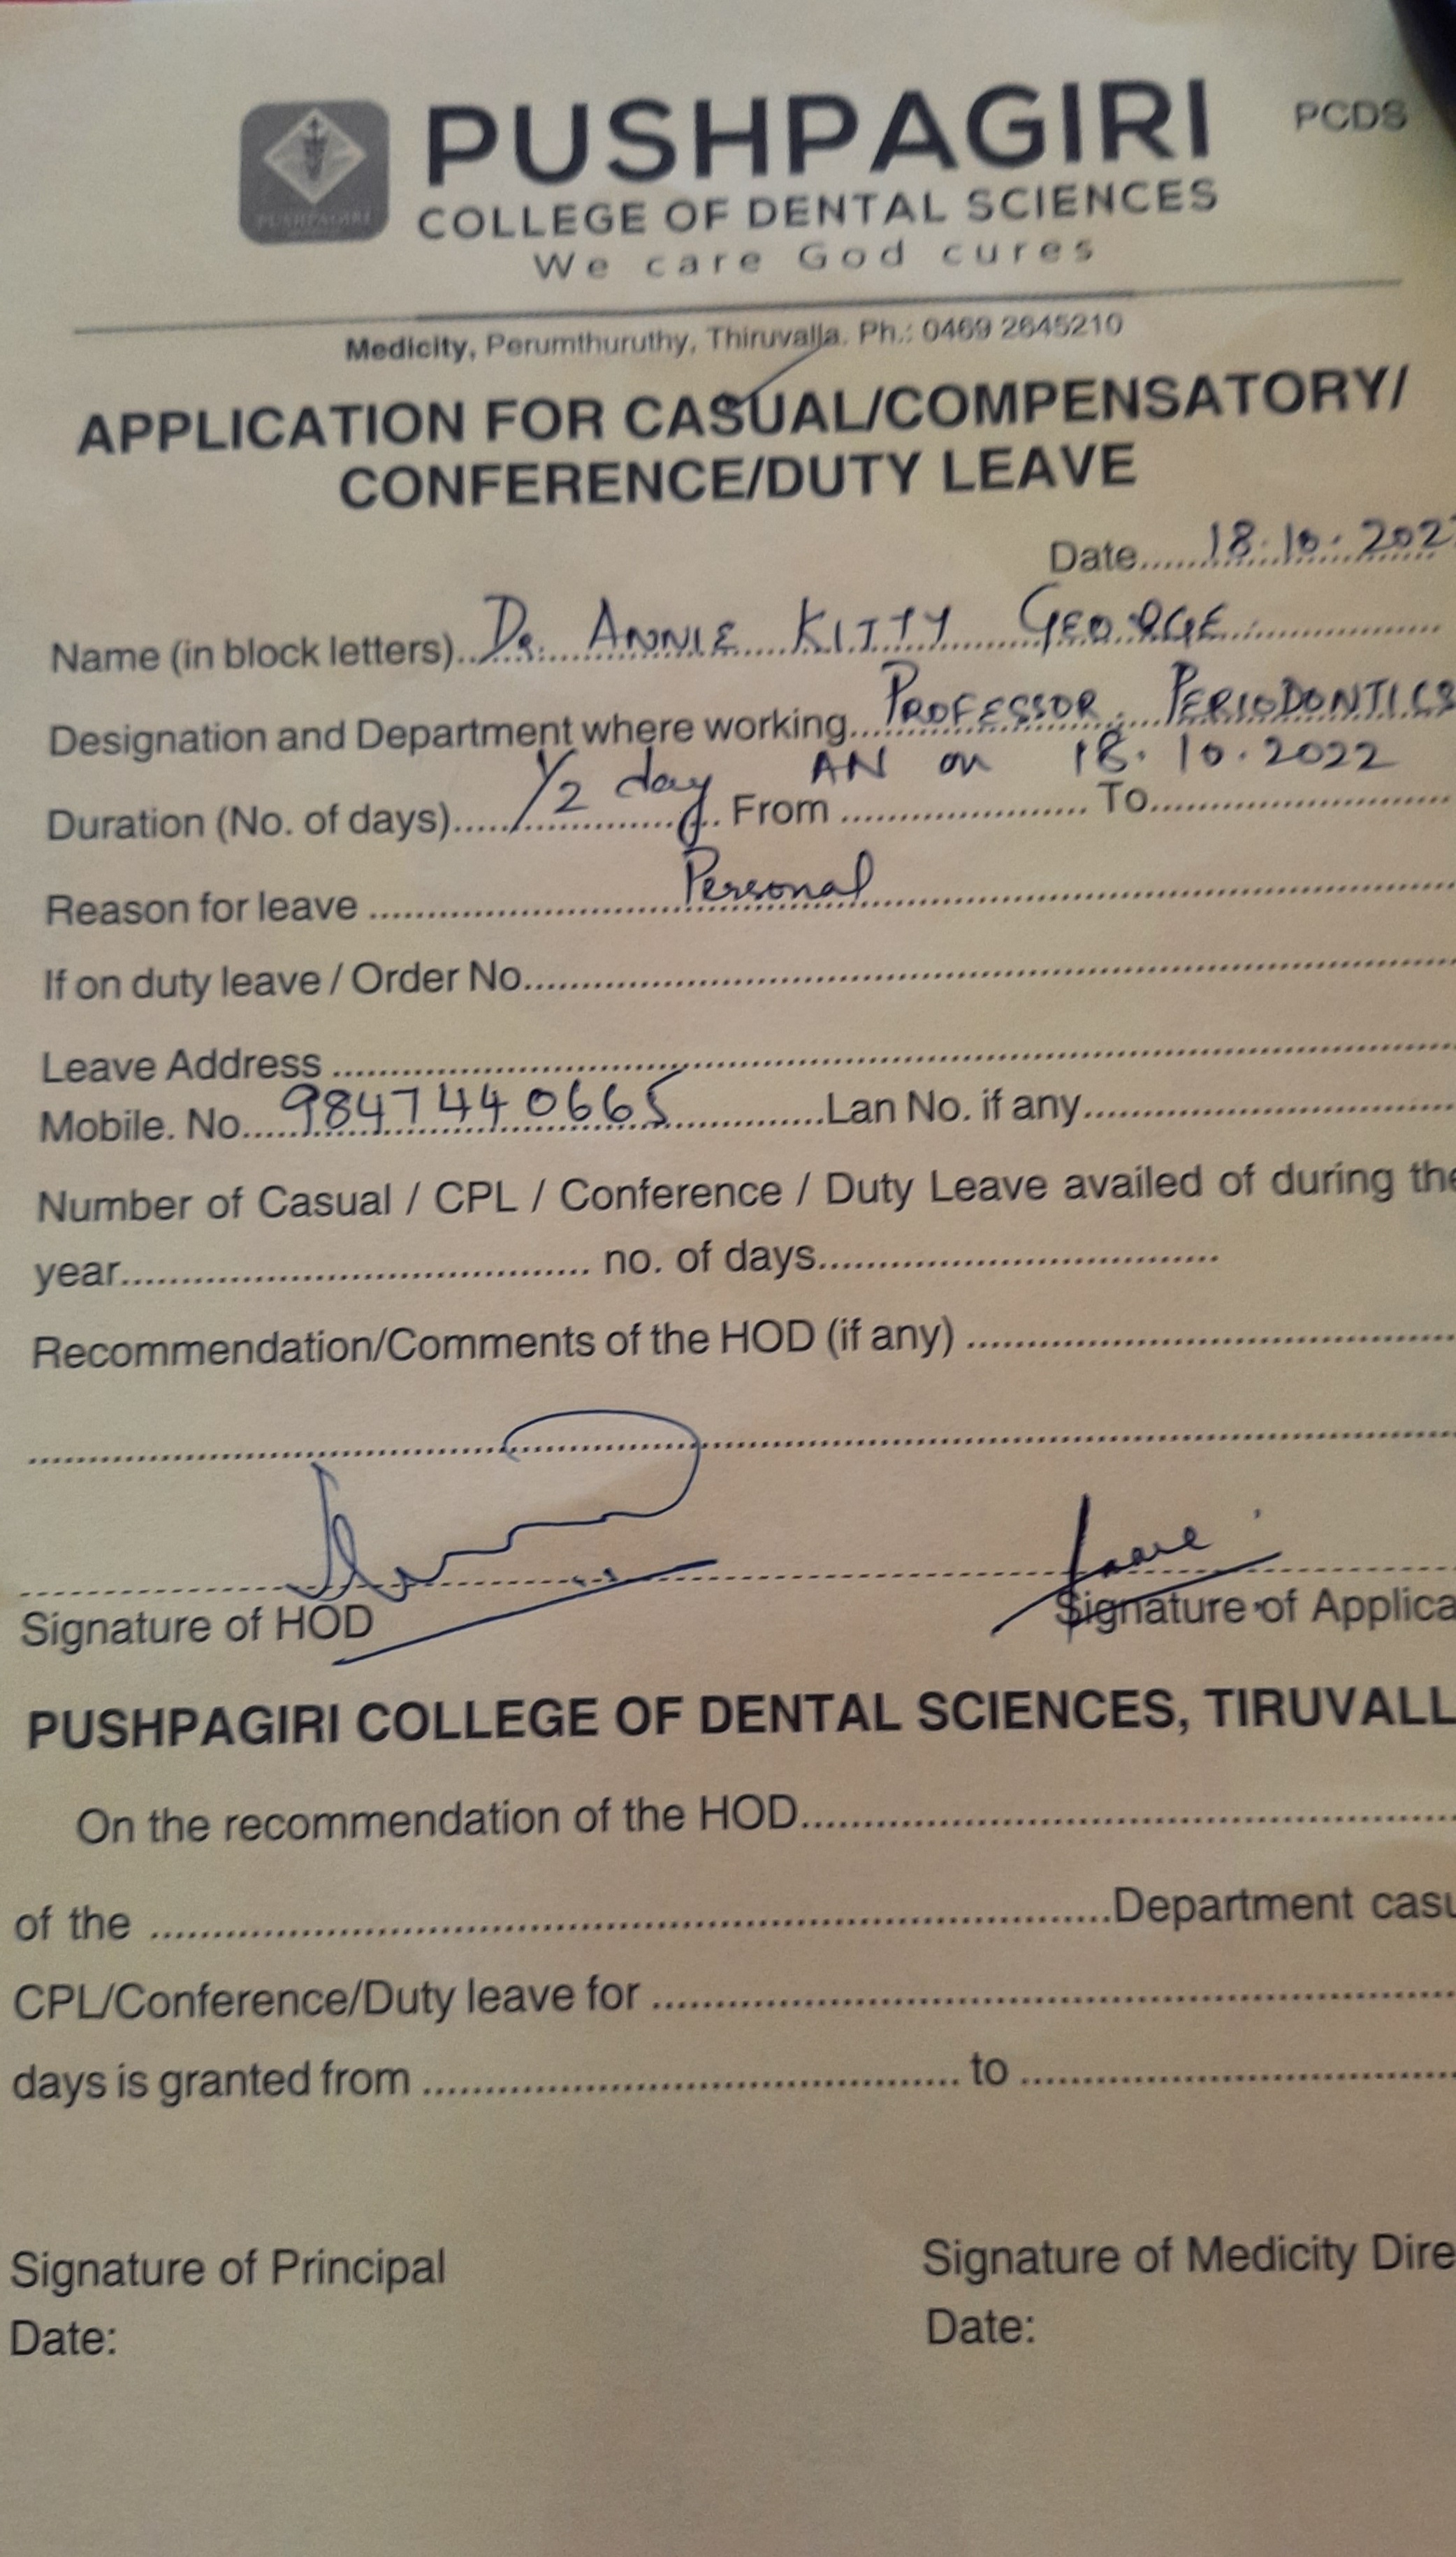 PUSHPAGIRI
PCDS
PUSHPAGIRI
COLLEGE OF DENTAL SCIENCES
We care God cures
Medicity, Perumthuruthy, Thiruvalla. Ph.: 0469 2645210
APPLICATION FOR CASUAL/COMPENSATORY/
CONFERENCE/DUTY LEAVE
Date......18.10.202
Name (in block letters)..Dr. ANNIE KITTY GEORGE
Designation and Department where working...PROFESSOR, PERIODONTICS
Duration (No. of days).....1/2 day From AN on 18.10.2022 To
Reason for leave ..... Personal
If on duty leave / Order No.....
Leave Address .....
Mobile. No.....9847440665.....Lan No. if any.....
Number of Casual / CPL / Conference / Duty Leave availed of during the
year..... no. of days.....
Recommendation/Comments of the HOD (if any) .....
Signature of HOD Signature of Applica
PUSHPAGIRI COLLEGE OF DENTAL SCIENCES, TIRUVALL
On the recommendation of the HOD.....
of the .....Department casu
CPL/Conference/Duty leave for .....
days is granted from ..... to .....
Signature of Principal Signature of Medicity Dire
Date: Date: